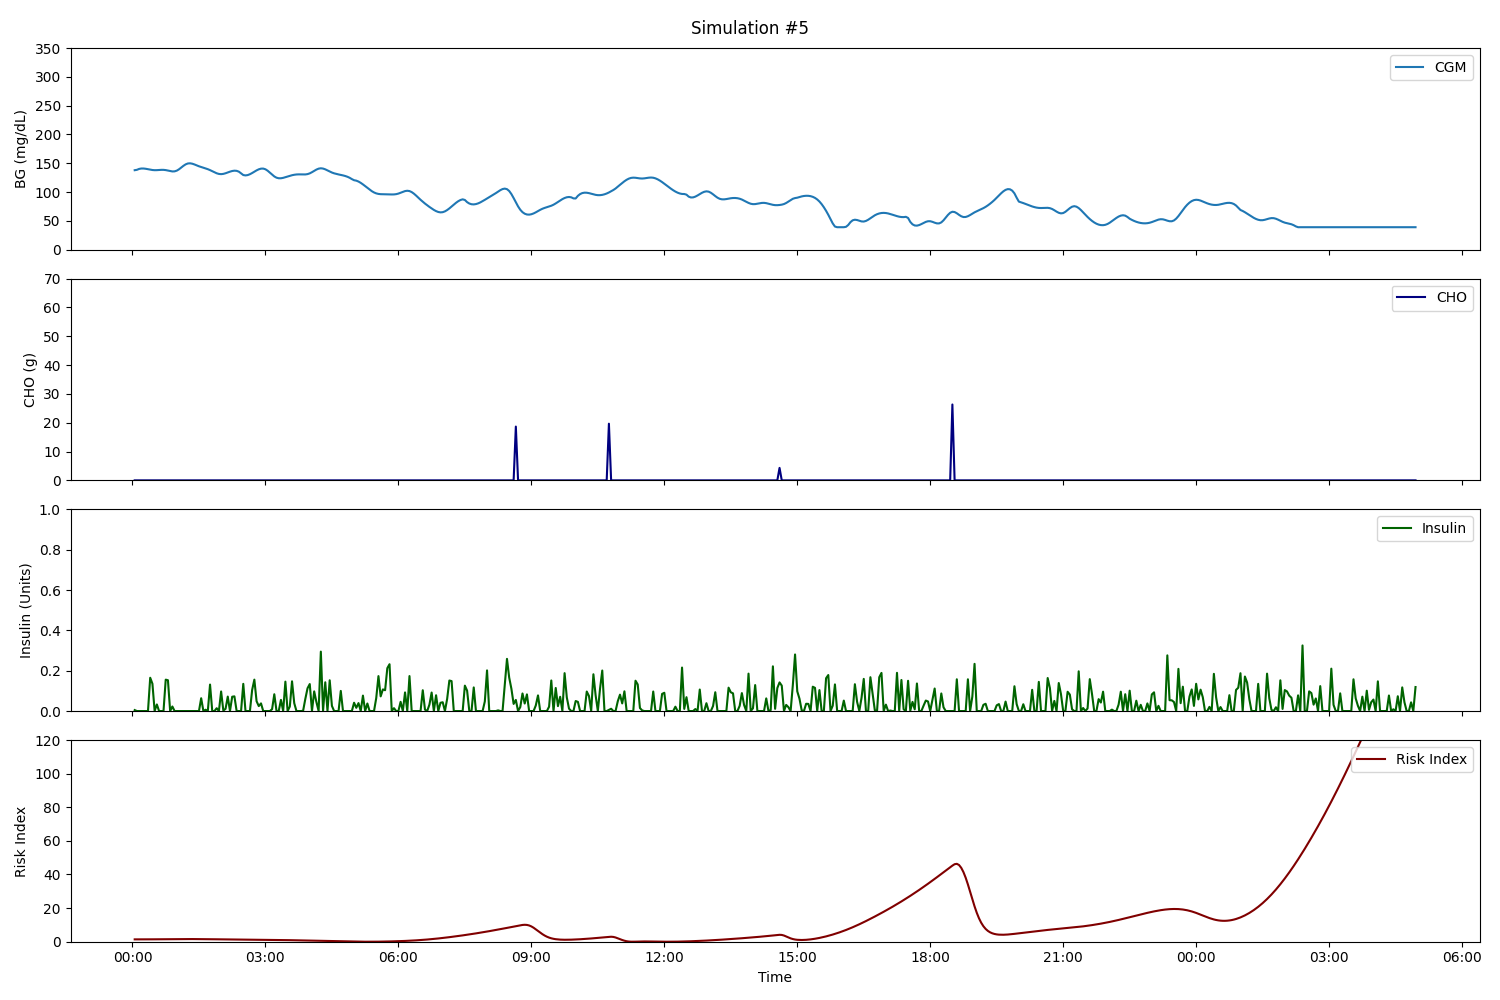 Simulation #5
350
300
250
200
150
100
50
0
BG (mg/dL)
CGM
70
60
50
40
30
20
10
0
CHO (g)
CHO
1.0
0.8
0.6
0.4
0.2
0.0
Insulin (Units)
Insulin
120
100
80
60
40
20
0
Risk Index
Risk Index
00:00 03:00 06:00 09:00 12:00 15:00 18:00 21:00 00:00 03:00 06:00
Time